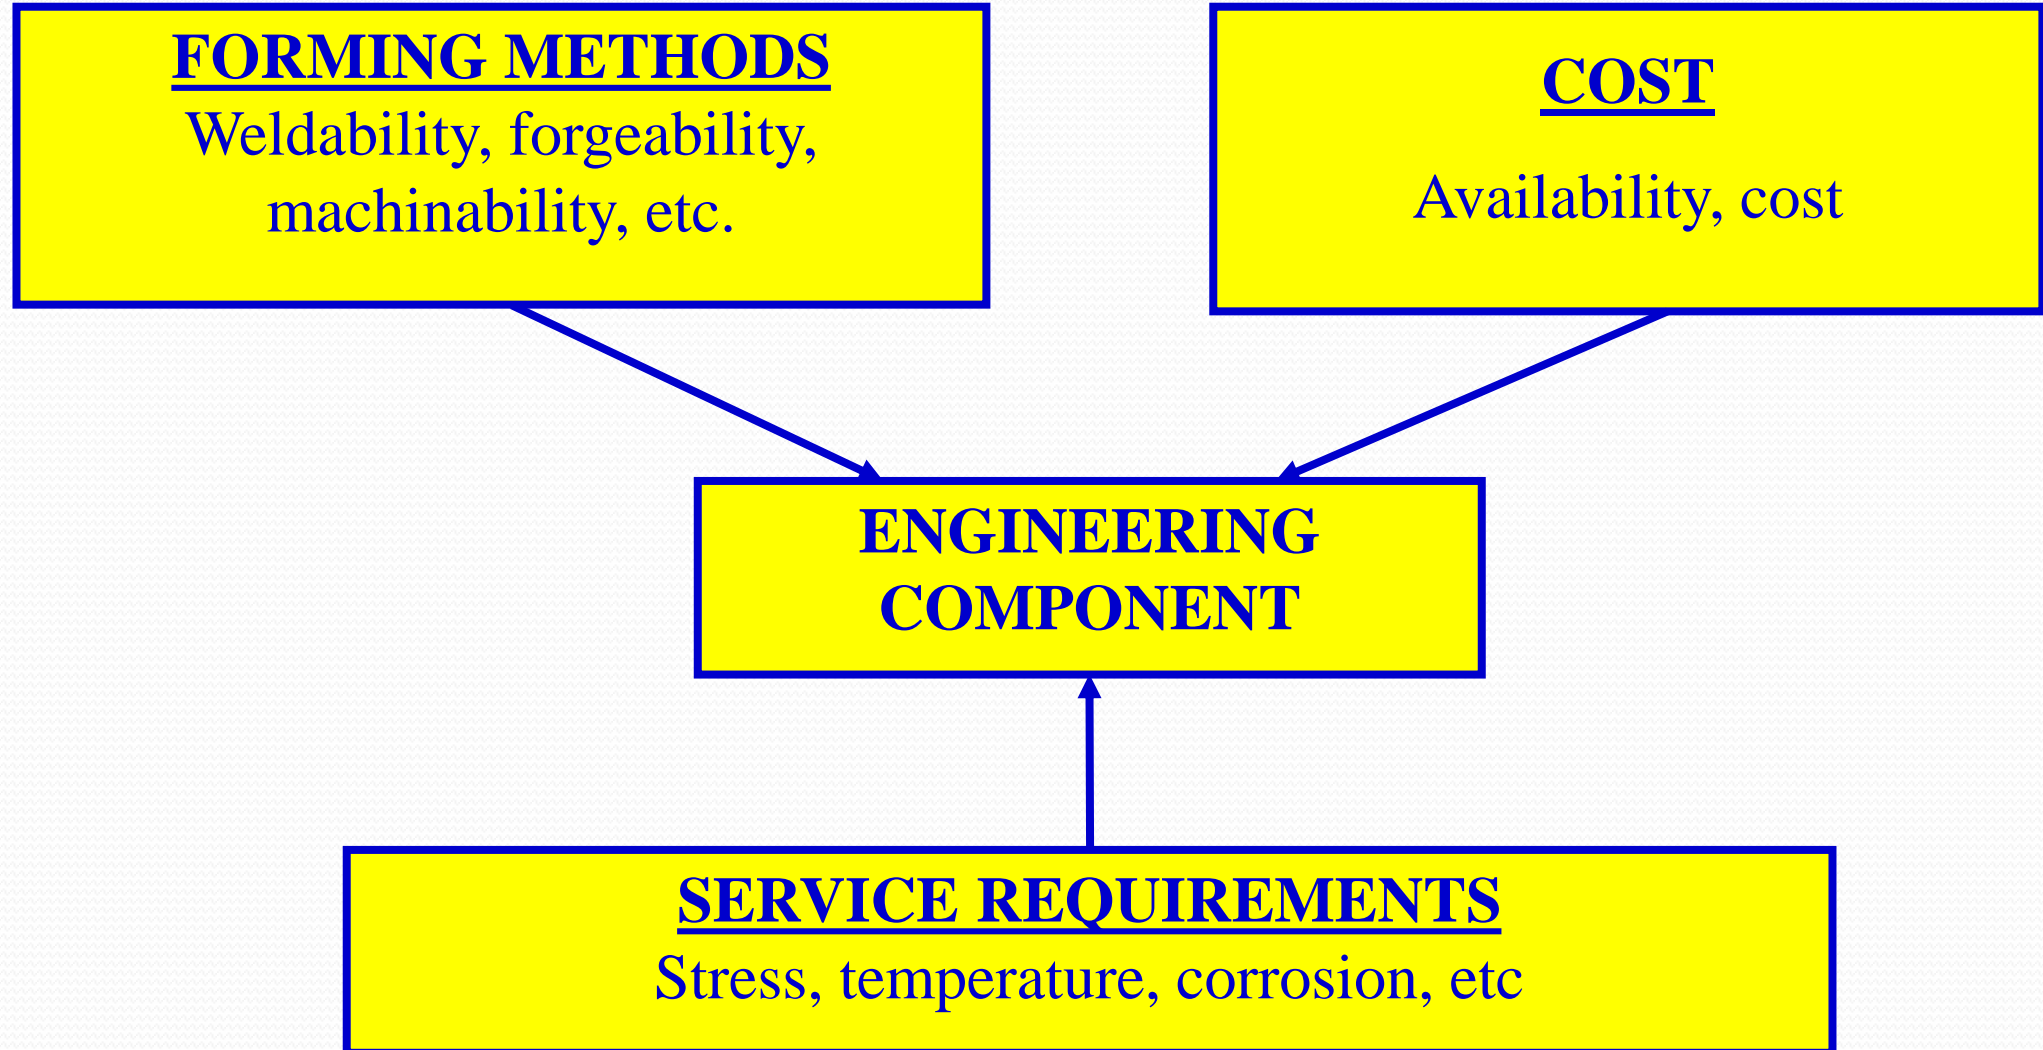 FORMING METHODS
Weldability, forgeability,
machinability, etc.
COST
Availability, cost
ENGINEERING
COMPONENT
SERVICE REQUIREMENTS
Stress, temperature, corrosion, etc